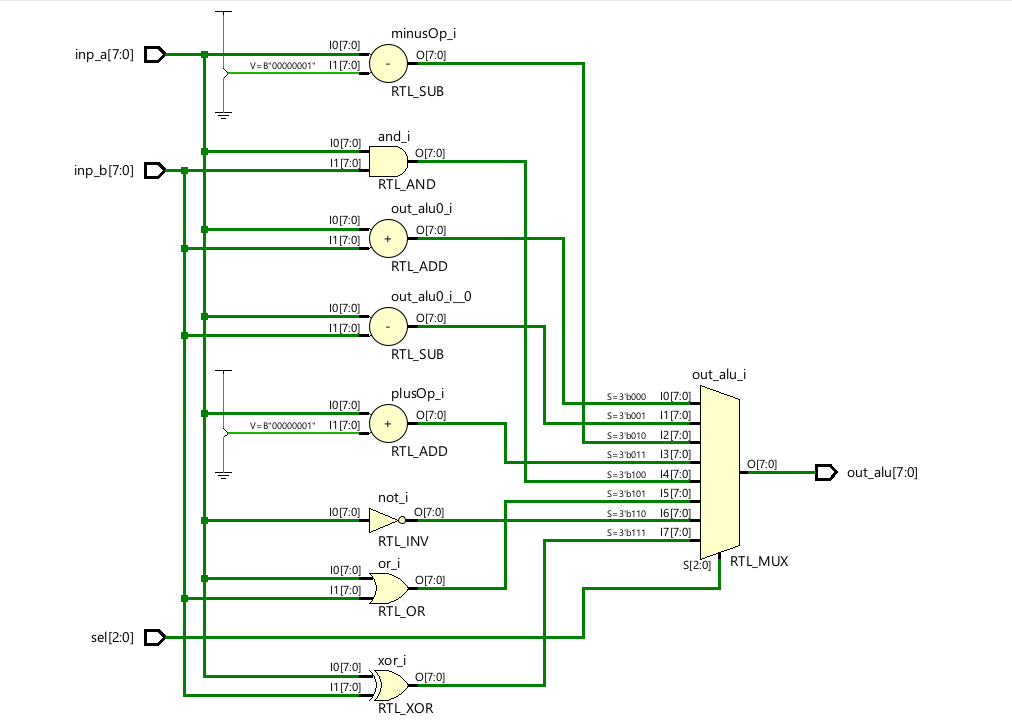 minusOp_i
inp_a[7:0]
I0[7:0]
O[7:0]
V=B"00000001"
I1[7:0]
-
RTL_SUB
and_i
I0[7:0]
O[7:0]
inp_b[7:0]
I1[7:0]
RTL_AND
out_alu0_i
I0[7:0]
O[7:0]
I1[7:0]
+
RTL_ADD
out_alu0_i__0
I0[7:0]
O[7:0]
I1[7:0]
-
RTL_SUB
plusOp_i
I0[7:0]
O[7:0]
V=B"00000001"
I1[7:0]
+
RTL_ADD
not_i
I0[7:0]
O[7:0]
RTL_INV
or_i
I0[7:0]
O[7:0]
I1[7:0]
RTL_OR
sel[2:0]
xor_i
I0[7:0]
O[7:0]
I1[7:0]
RTL_XOR
out_alu_i
S=3'b000 I0[7:0]
S=3'b001 I1[7:0]
S=3'b010 I2[7:0]
S=3'b011 I3[7:0]
S=3'b100 I4[7:0]
S=3'b101 I5[7:0]
S=3'b110 I6[7:0]
S=3'b111 I7[7:0]
O[7:0]
out_alu[7:0]
S[2:0]
RTL_MUX